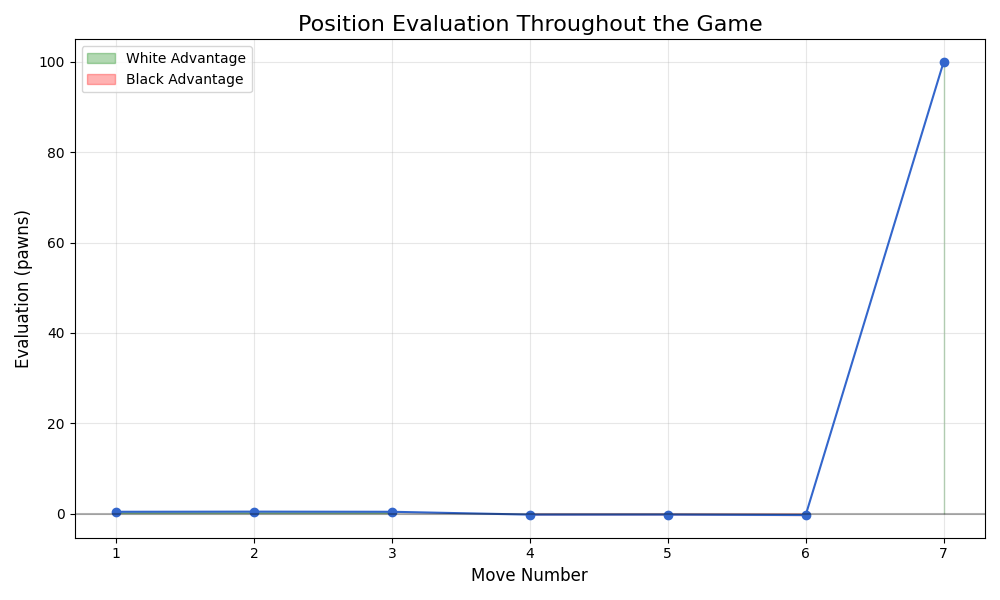 Position Evaluation Throughout the Game
White Advantage
Black Advantage
Evaluation (pawns)
100
80
60
40
20
0
1 2 3 4 5 6 7
Move Number